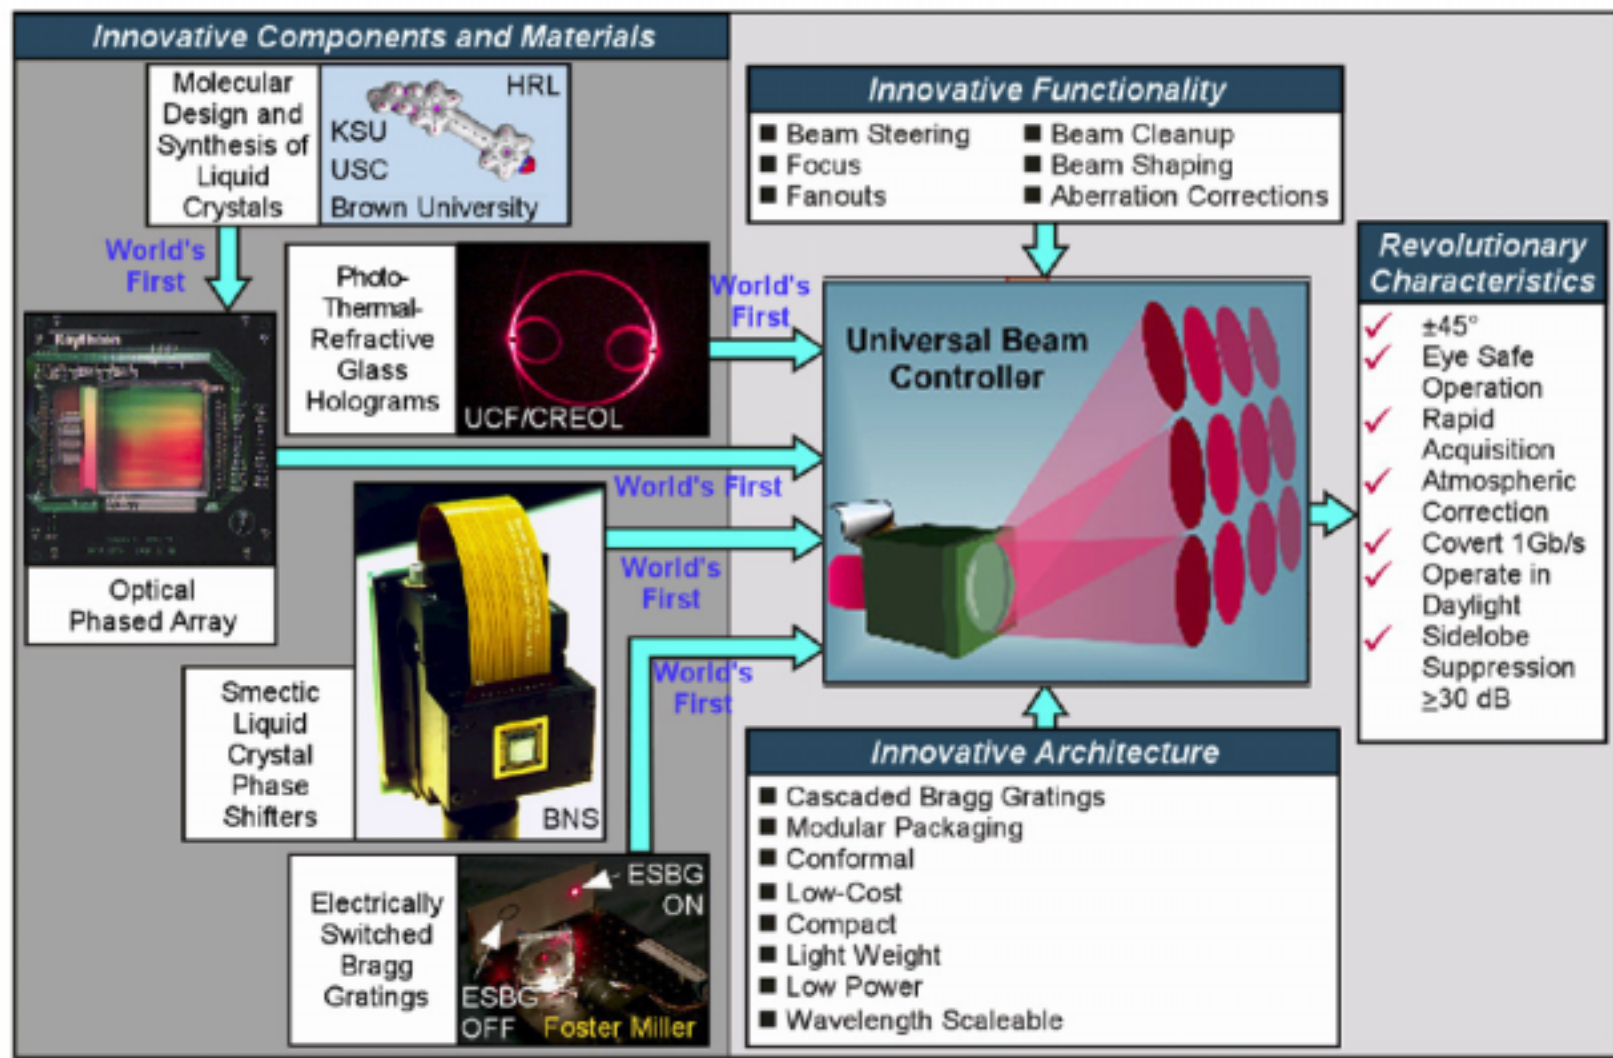 Innovative Components and Materials
Molecular
Design and
Synthesis of
Liquid
Crystals
HRL
KSU
USC
Brown University
World's
First
Photo-
Thermal-
Refractive
Glass
Holograms
UCF/CREOL
World's
First
Raytheon
Optical
Phased Array
World's First
Smectic
Liquid
Crystal
Phase
Shifters
BNS
World's
First
Electrically
Switched
Bragg
Gratings
ESBG
ON
ESBG
OFF
Foster Miller
World's
First
Innovative Functionality
Beam Steering
Focus
Fanouts
Beam Cleanup
Beam Shaping
Aberration Corrections
Universal Beam
Controller
Innovative Architecture
Cascaded Bragg Gratings
Modular Packaging
Conformal
Low-Cost
Compact
Light Weight
Low Power
Wavelength Scaleable
Revolutionary
Characteristics
±45°
Eye Safe
Operation
Rapid
Acquisition
Atmospheric
Correction
Covert 1Gb/s
Operate in
Daylight
Sidelobe
Suppression
≥30 dB